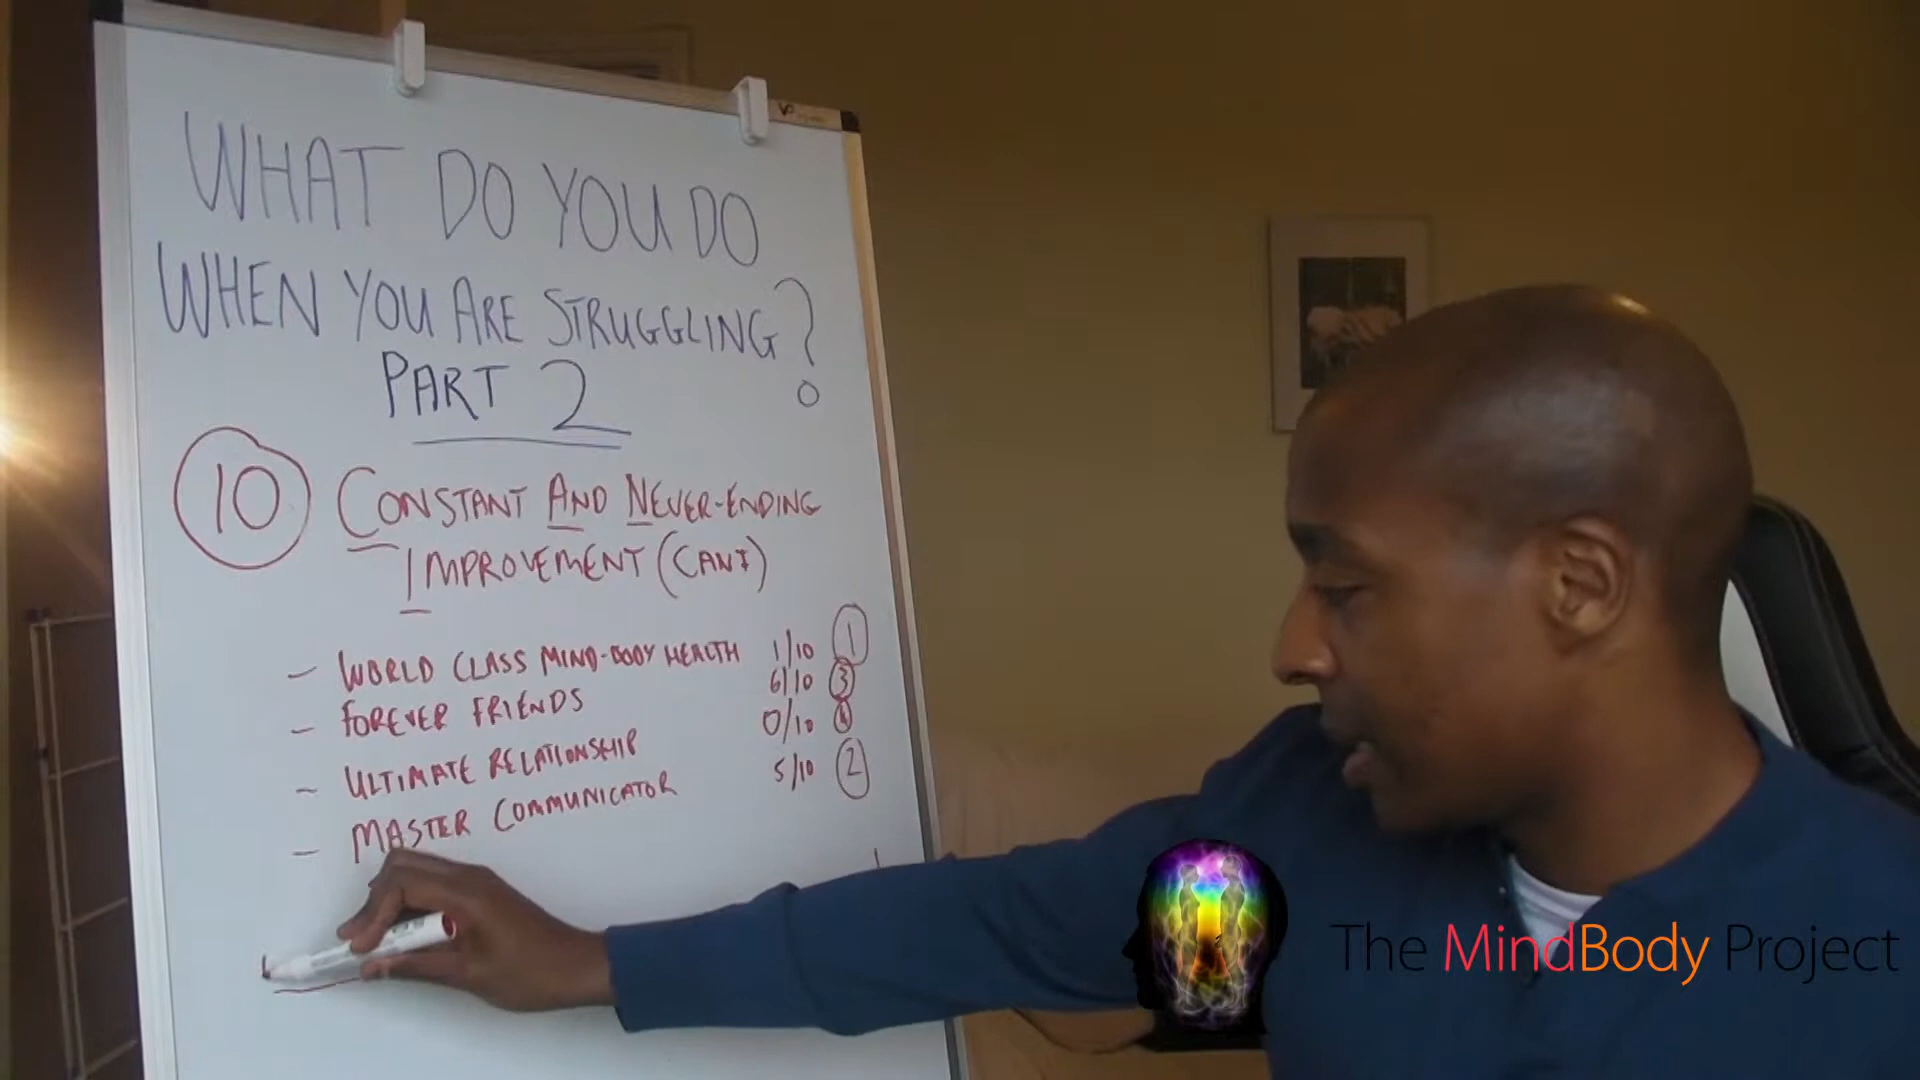 WHAT DO YOU DO
WHEN YOU ARE STRUGGLING?
PART 2
10 CONSTANT AND NEVER-ENDING
IMPROVEMENT (CANI)
- WORLD CLASS MIND-BODY HEALTH 1/10 1
- FOREVER FRIENDS 6/10 3
- ULTIMATE RELATIONSHIP 0/10 4
- MASTER COMMUNICATOR 5/10 2
The MindBody Project